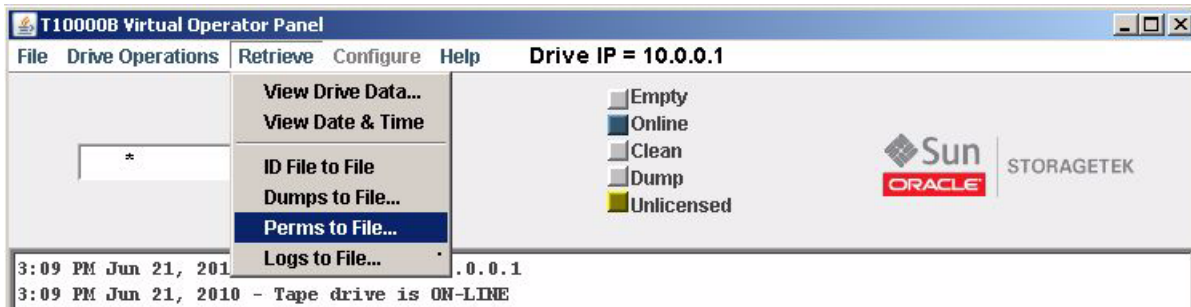 T10000B Virtual Operator Panel
File Drive Operations Retrieve Configure Help Drive IP = 10.0.0.1
View Drive Data...
View Date & Time
ID File to File
Dumps to File...
Perms to File...
Logs to File...
*
Empty
Online
Clean
Dump
Unlicensed
Sun
ORACLE
STORAGETEK
3:09 PM Jun 21, 201 .0.0.1
3:09 PM Jun 21, 2010 - Tape drive is ON-LINE